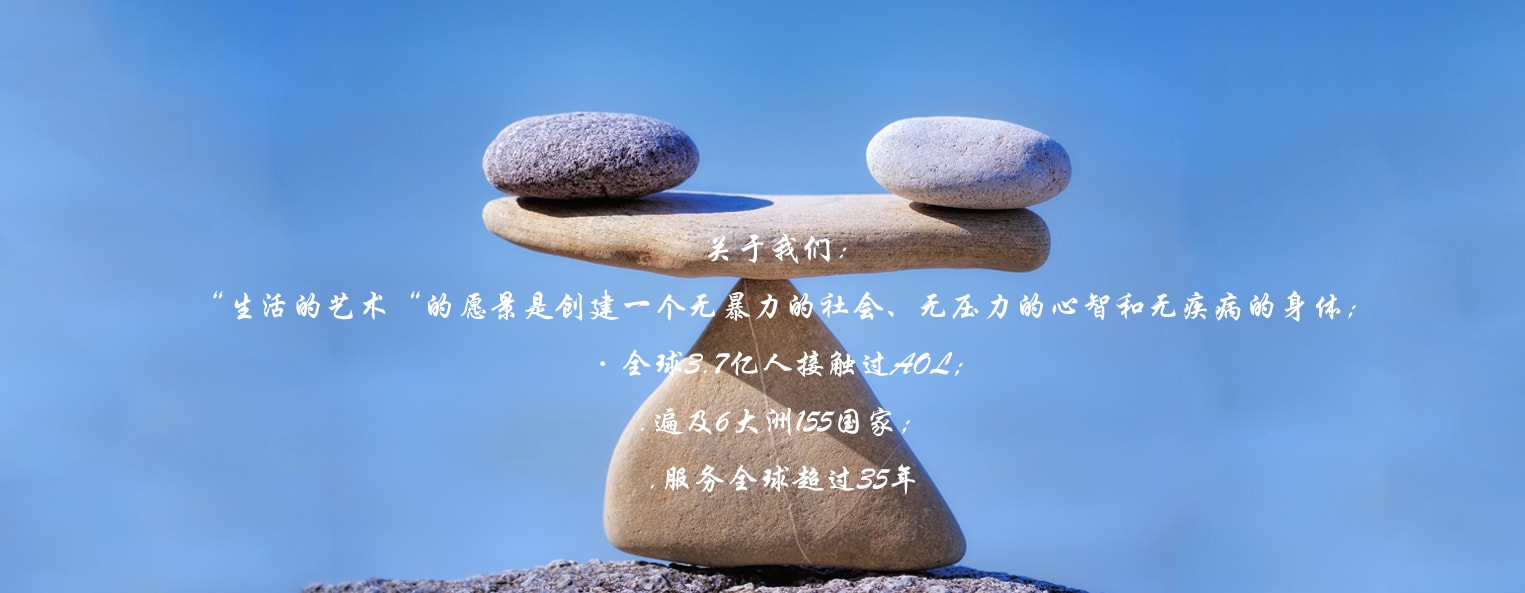 关于我们：
“生活的艺术“的愿景是创建一个无暴力的社会、无压力的心智和无疾病的身体；
·全球3.7亿人接触过AOL；
.遍及6大洲155国家；
.服务全球超过35年